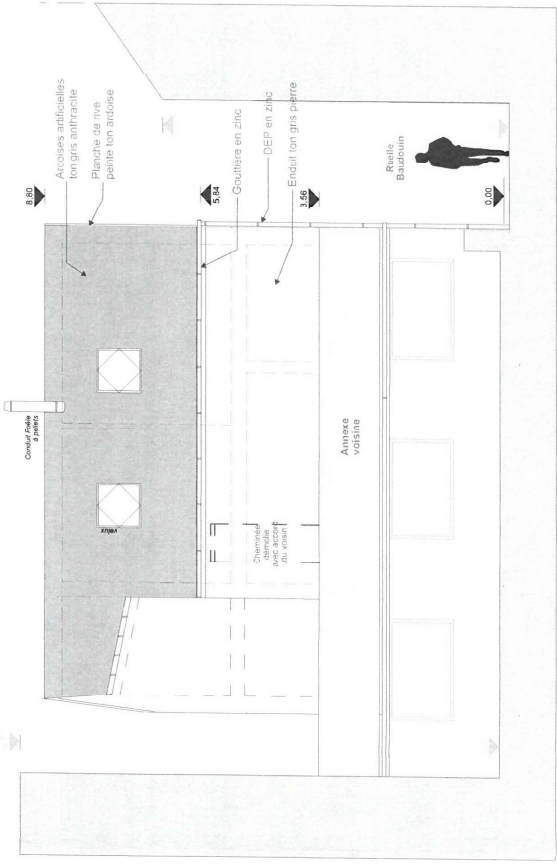 8,80
Arcoises artificielles
ton gris anthracite
Planche de rive
peinte ton ardoise
5,84
Gouttière en zinc
DEP en zinc
3.56
Enduit ton gris pierre
Ruelle
Baudouin
0,00
Conduit Poêle
à pellets
velux
Cheminée
démolie
avec accord
du voisin
Annexe
voisine